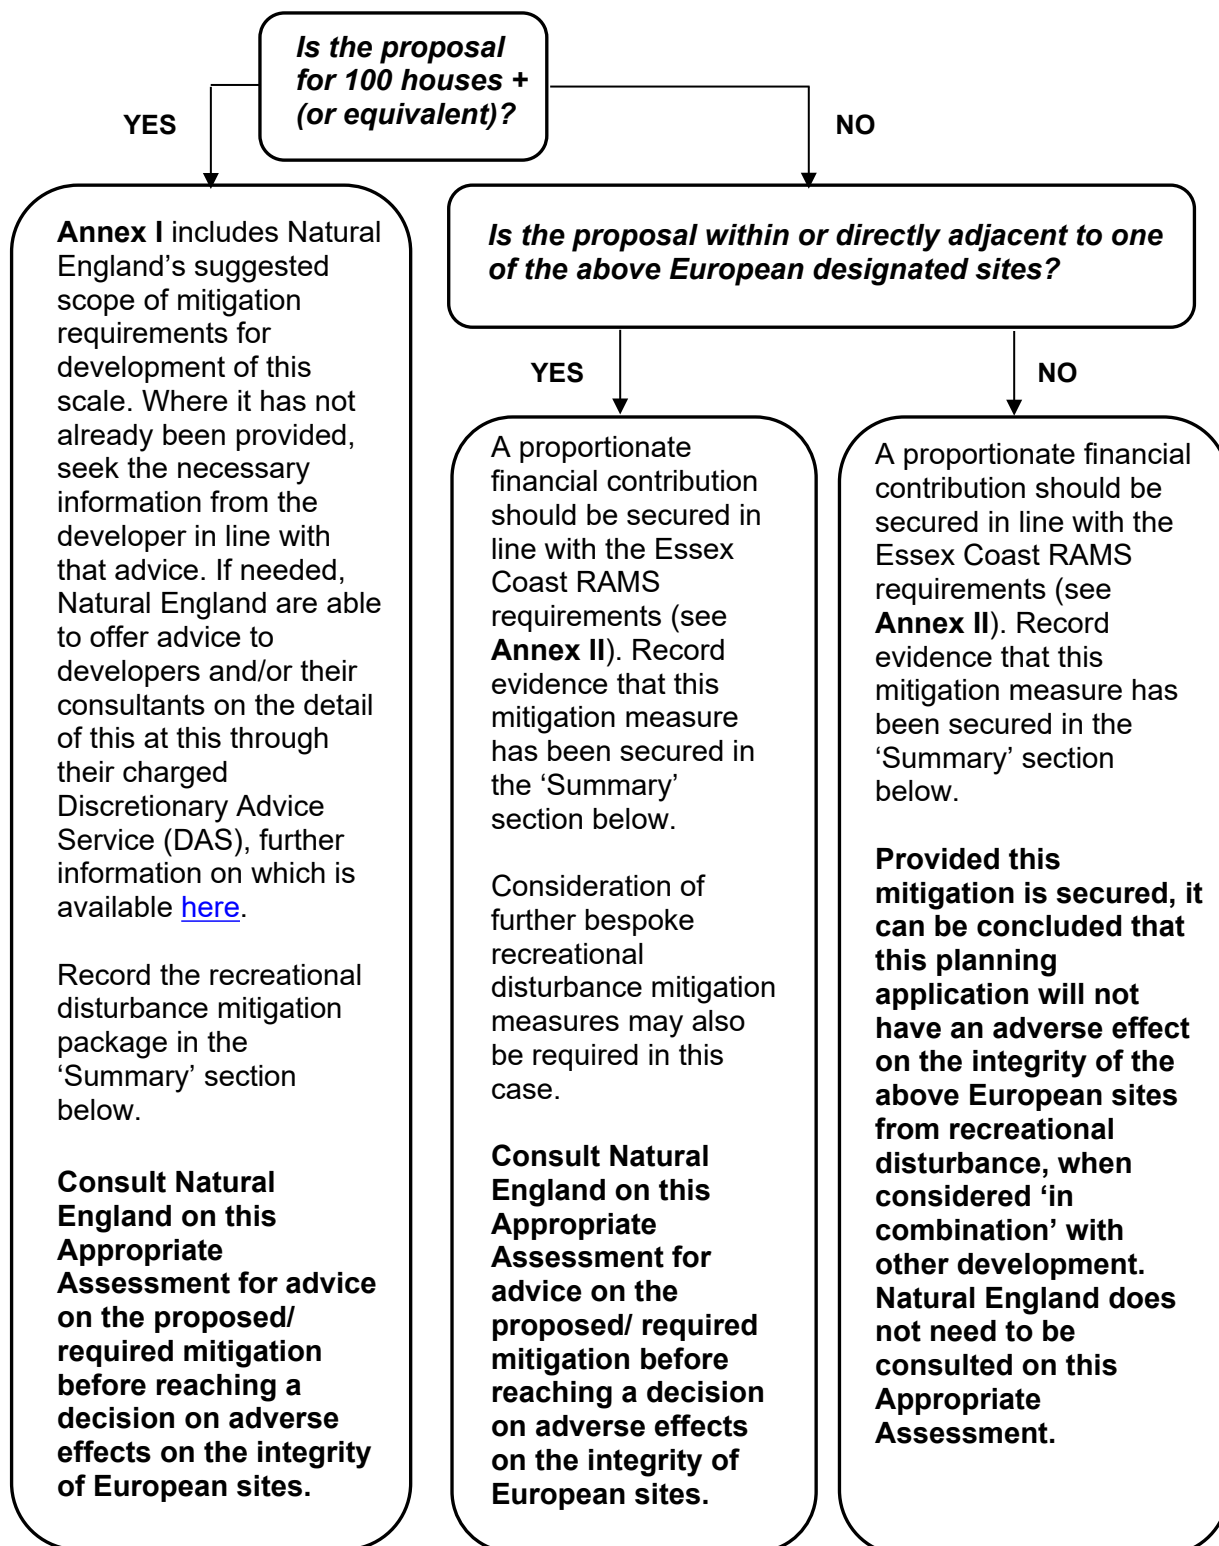 Is the proposal
for 100 houses +
(or equivalent)?
YES
NO
Annex I includes Natural
England’s suggested
scope of mitigation
requirements for
development of this
scale. Where it has not
already been provided,
seek the necessary
information from the
developer in line with
that advice. If needed,
Natural England are able
to offer advice to
developers and/or their
consultants on the detail
of this at this through
their charged
Discretionary Advice
Service (DAS), further
information on which is
available here.
Record the recreational
disturbance mitigation
package in the
‘Summary’ section
below.
Consult Natural
England on this
Appropriate
Assessment for advice
on the proposed/
required mitigation
before reaching a
decision on adverse
effects on the integrity
of European sites.
Is the proposal within or directly adjacent to one
of the above European designated sites?
YES
NO
A proportionate
financial contribution
should be secured in
line with the Essex
Coast RAMS
requirements (see
Annex II). Record
evidence that this
mitigation measure
has been secured in
the ‘Summary’
section below.
Consideration of
further bespoke
recreational
disturbance mitigation
measures may also
be required in this
case.
Consult Natural
England on this
Appropriate
Assessment for
advice on the
proposed/ required
mitigation before
reaching a decision
on adverse effects
on the integrity of
European sites.
A proportionate financial
contribution should be
secured in line with the
Essex Coast RAMS
requirements (see
Annex II). Record
evidence that this
mitigation measure has
been secured in the
‘Summary’ section
below.
Provided this
mitigation is secured, it
can be concluded that
this planning
application will not
have an adverse effect
on the integrity of the
above European sites
from recreational
disturbance, when
considered ‘in
combination’ with
other development.
Natural England does
not need to be
consulted on this
Appropriate
Assessment.